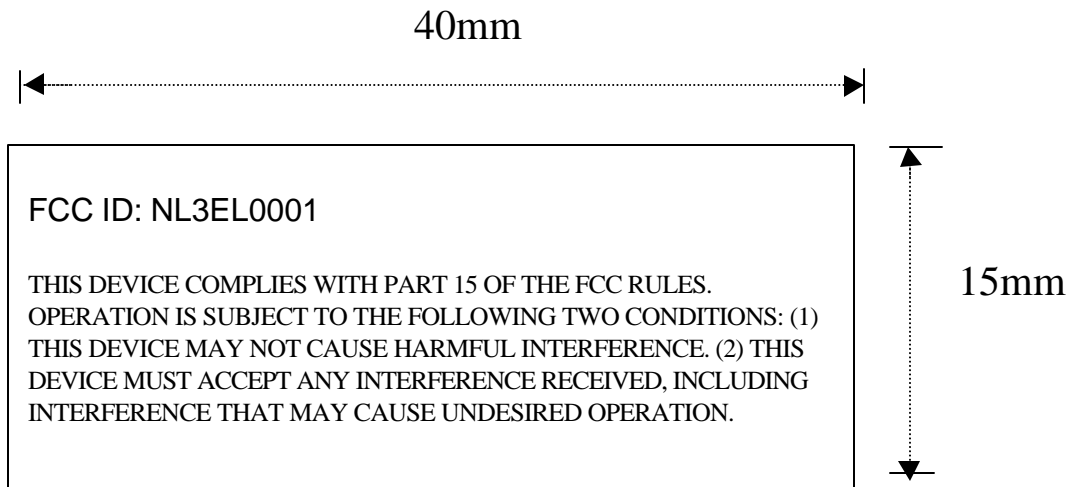 40mm
FCC ID: NL3EL0001
THIS DEVICE COMPLIES WITH PART 15 OF THE FCC RULES.
OPERATION IS SUBJECT TO THE FOLLOWING TWO CONDITIONS: (1)
THIS DEVICE MAY NOT CAUSE HARMFUL INTERFERENCE. (2) THIS
DEVICE MUST ACCEPT ANY INTERFERENCE RECEIVED, INCLUDING
INTERFERENCE THAT MAY CAUSE UNDESIRED OPERATION.
15mm